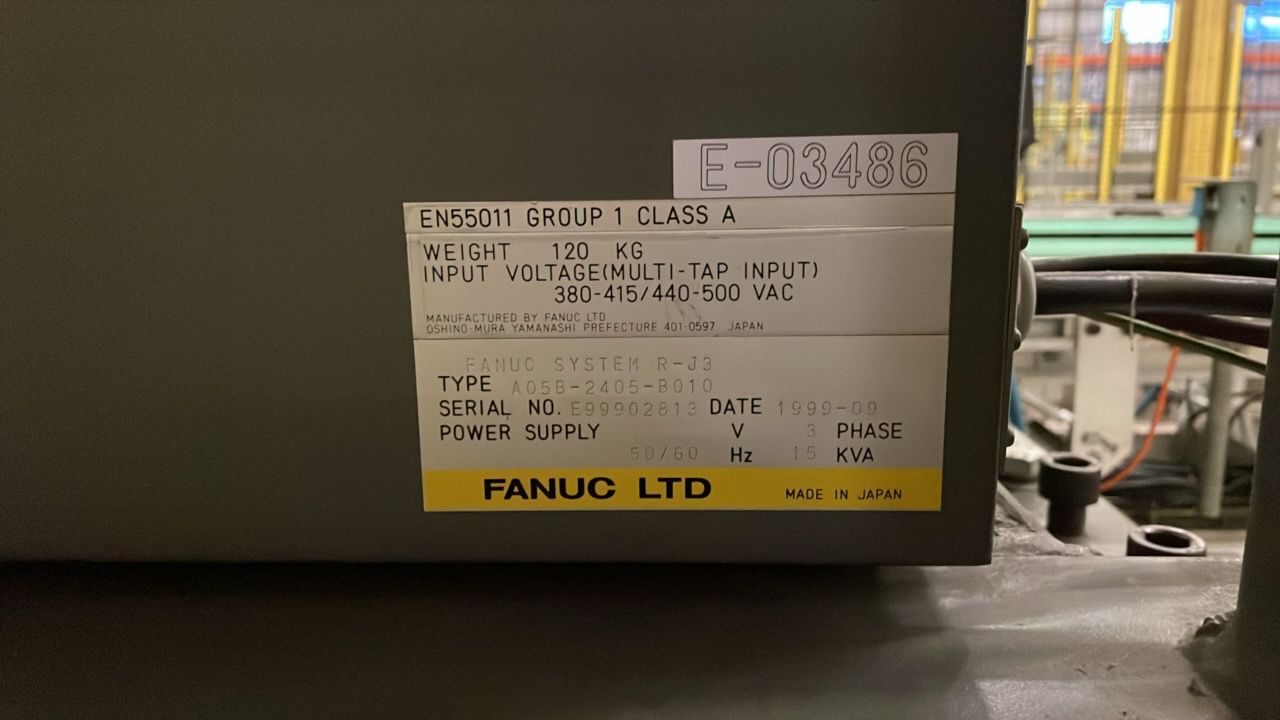 E-03486
EN55011 GROUP 1 CLASS A
WEIGHT 120 KG
INPUT VOLTAGE(MULTI-TAP INPUT)
380-415/440-500 VAC
MANUFACTURED BY FANUC LTD
OSHINO-MURA YAMANASHI PREFECTURE 401-0597 JAPAN
FANUC SYSTEM R-J3
TYPE A05B-2405-B010
SERIAL NO. E99902813 DATE 1999-09
POWER SUPPLY V 3 PHASE
50/60 Hz 15 KVA
FANUC LTD MADE IN JAPAN